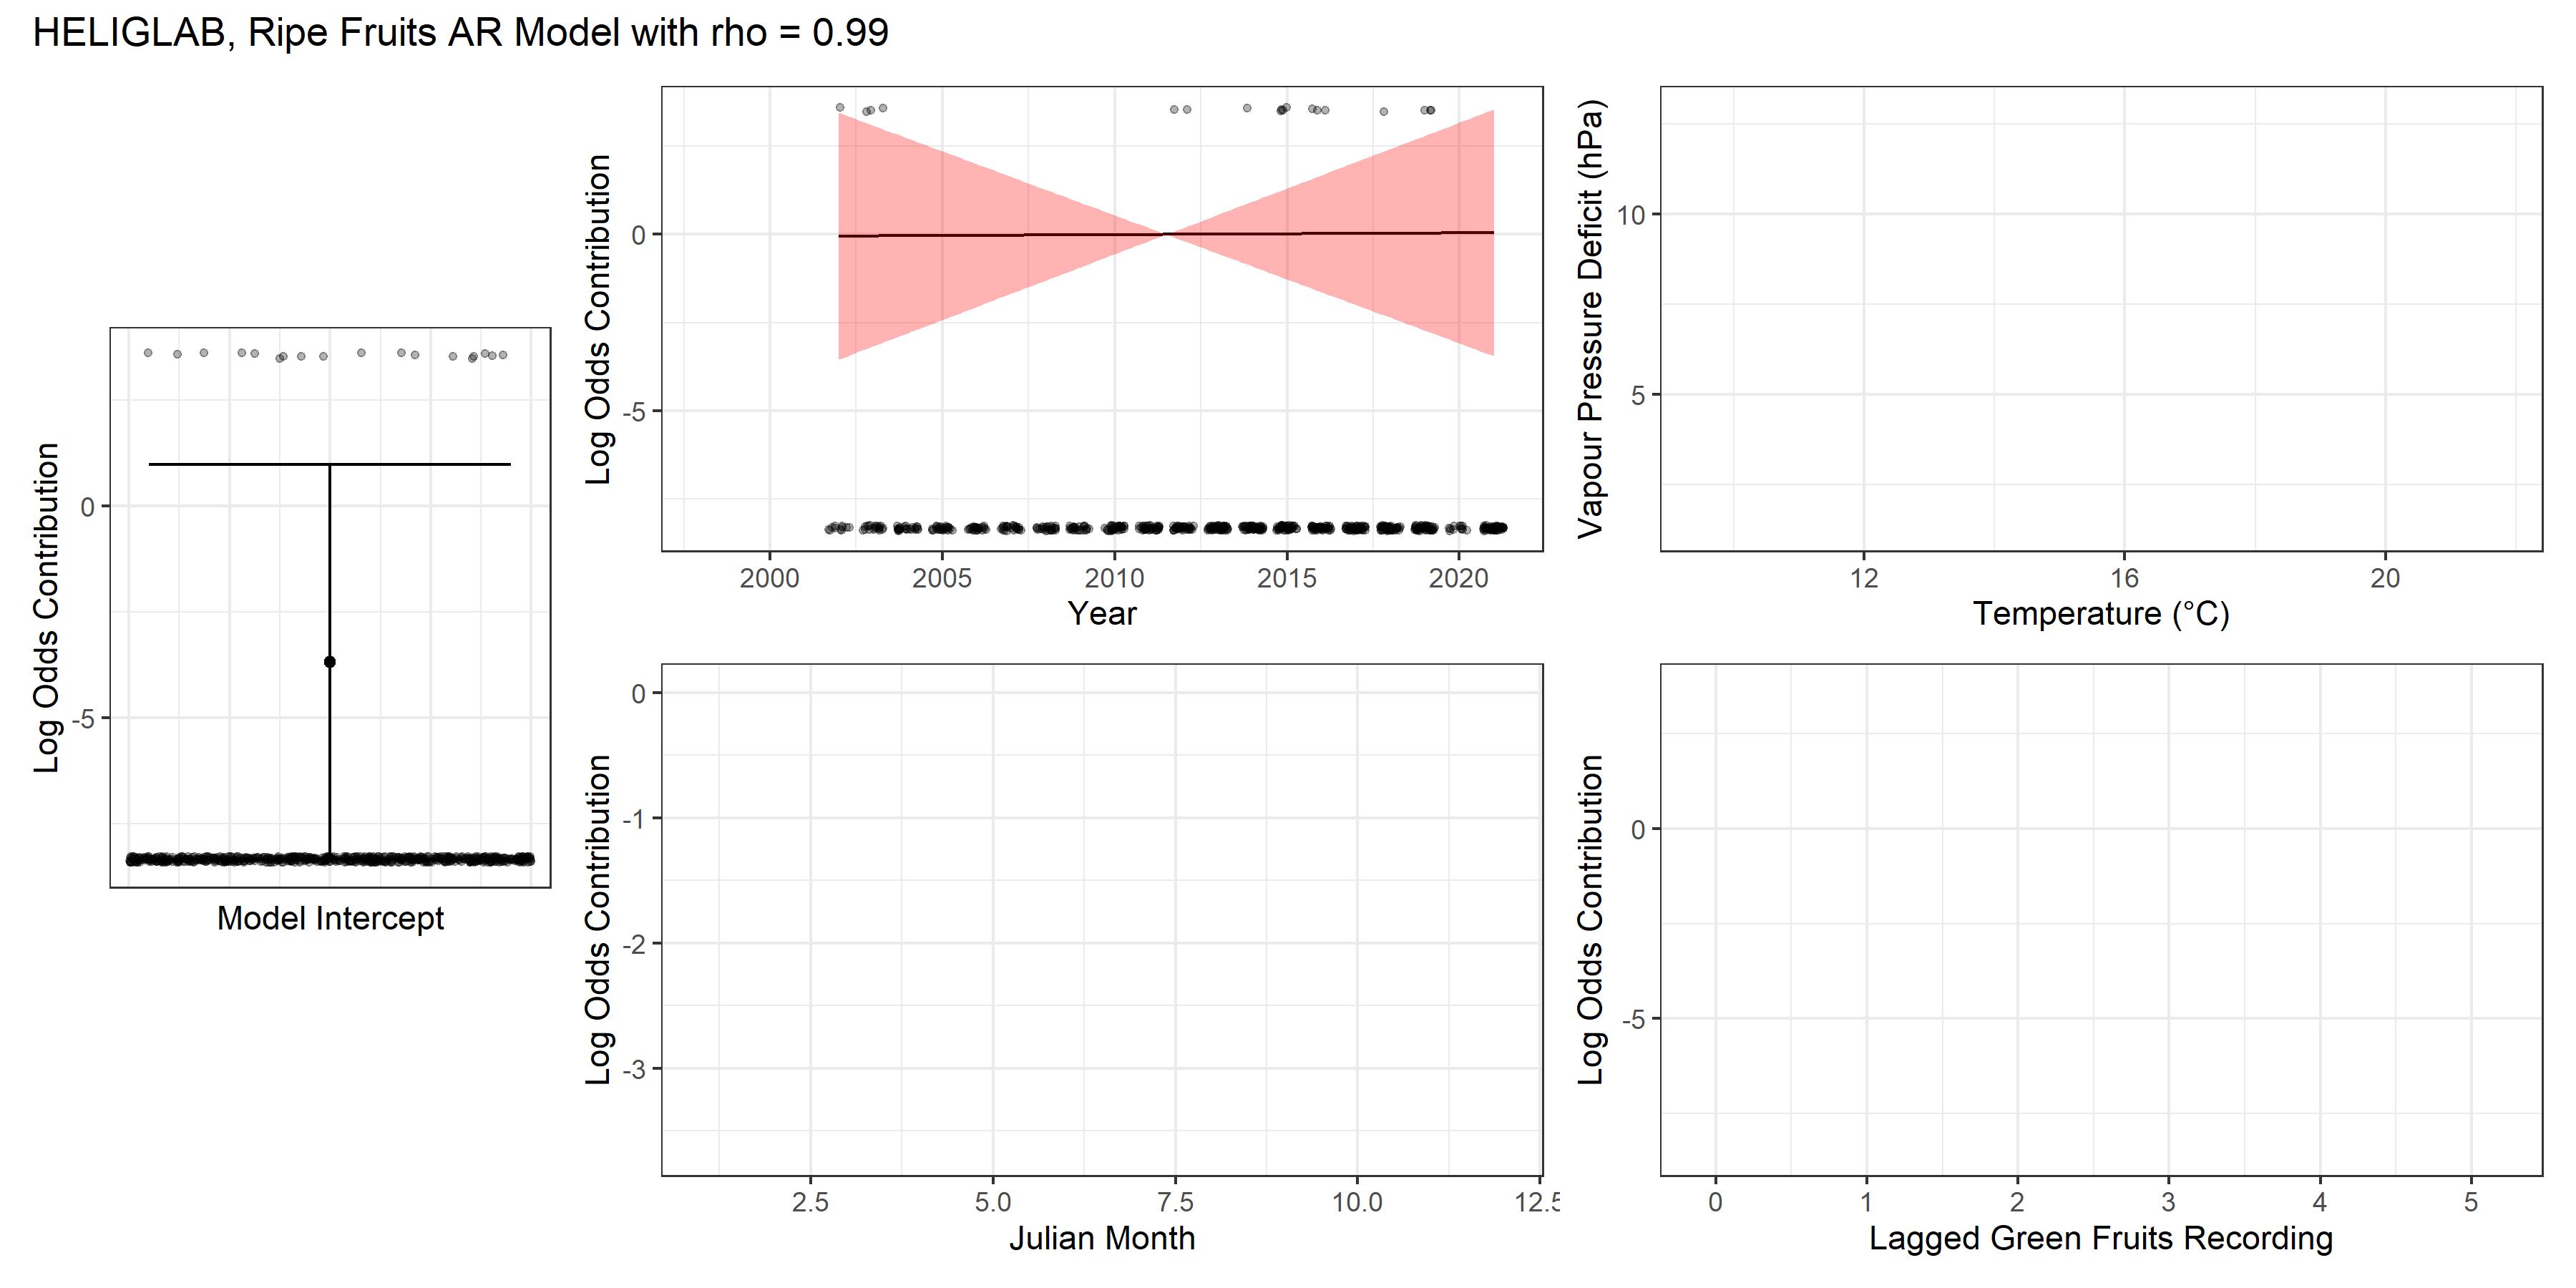 HELIGLAB, Ripe Fruits AR Model with rho = 0.99
Log Odds Contribution
0
-5
Model Intercept
Log Odds Contribution
0
-5
2000 2005 2010 2015 2020
Year
Vapour Pressure Deficit (hPa)
10
5
12 16 20
Temperature (°C)
Log Odds Contribution
0
-1
-2
-3
2.5 5.0 7.5 10.0 12.5
Julian Month
Log Odds Contribution
0
-5
0 1 2 3 4 5
Lagged Green Fruits Recording